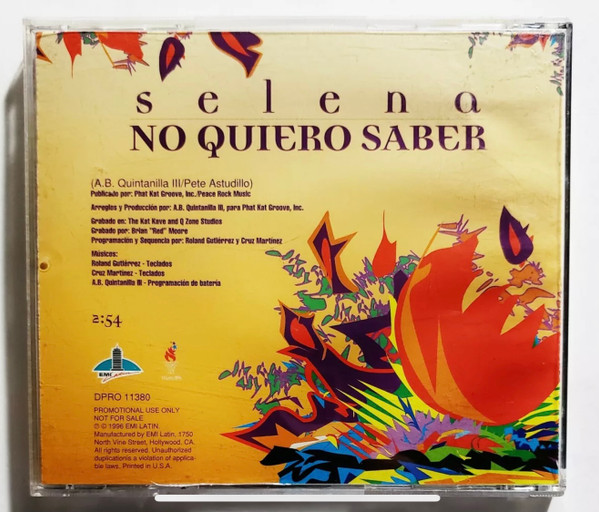 selena
NO QUIERO SABER
(A.B. Quintanilla III/Pete Astudillo)
Publicado por: Phat Kat Groove, Inc./Peace Rock Music
Arreglos y Producción por: A.B. Quintanilla III, para Phat Kat Groove, Inc.
Grabado en: The Kat Kave and Q Zone Studios
Grabado por: Brian "Red" Moore
Programación y Sequencia por: Roland Gutiérrez y Cruz Martínez
Músicos:
Roland Gutiérrez - Teclados
Cruz Martínez - Teclados
A.B. Quintanilla III - Programación de batería
2:54
EMI
DPRO 11380
PROMOTIONAL USE ONLY
NOT FOR SALE
℗ © 1996 EMI LATIN.
Manufactured by EMI Latin, 1750
North Vine Street, Hollywood, CA.
All rights reserved. Unauthorized
duplication is a violation of applica-
ble laws. Printed in U.S.A.